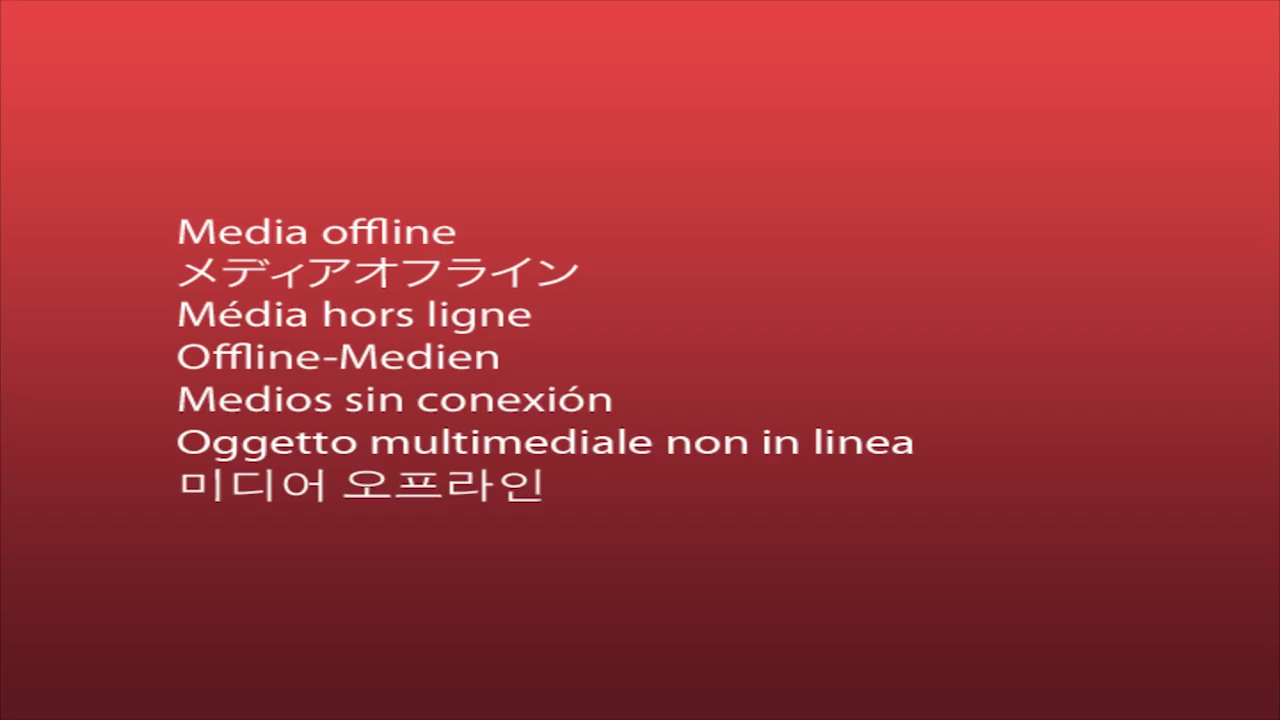 Media offline
メディアオフライン
Média hors ligne
Offline-Medien
Medios sin conexión
Oggetto multimediale non in linea
미디어 오프라인